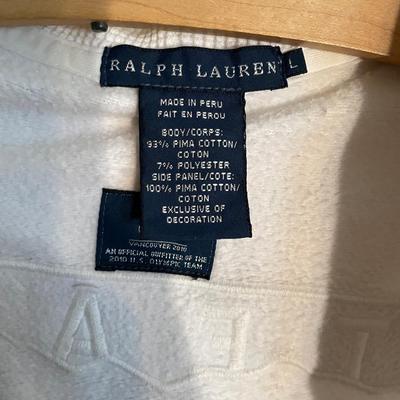 RALPH LAUREN
L
MADE IN PERU
FAIT EN PEROU
BODY/CORPS:
93% PIMA COTTON/
COTON
7% POLYESTER
SIDE PANEL/COTE:
100% PIMA COTTON/
COTON
EXCLUSIVE OF
DECORATION
VANCOUVER 2010
AN OFFICIAL OUTFITTER OF THE
2010 U.S. OLYMPIC TEAM